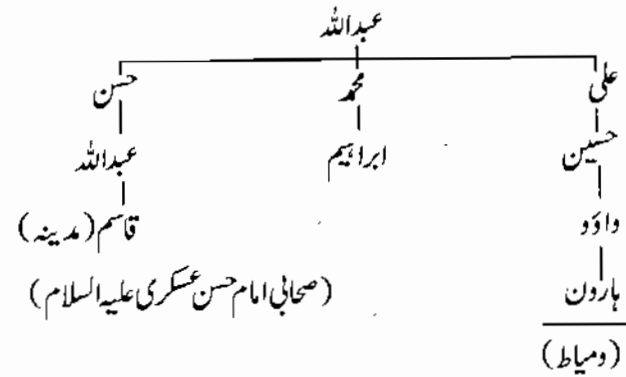 عبداللہ
علی محمد حسن
حسین ابراہیم عبداللہ
داؤد قاسم (مدینہ)
ہارون (صحابی امام حسن عسکری علیہ السلام)
(دمیاط)